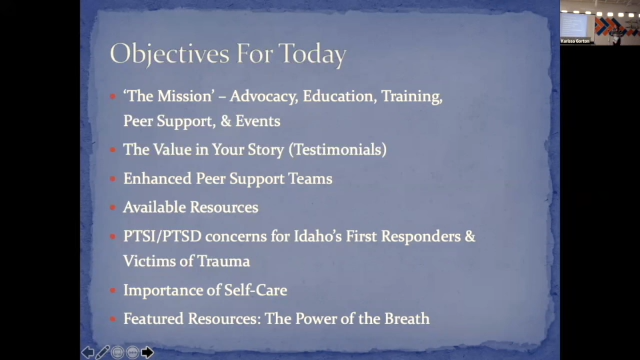 Objectives For Today
• ‘The Mission’ – Advocacy, Education, Training,
Peer Support, & Events
• The Value in Your Story (Testimonials)
• Enhanced Peer Support Teams
• Available Resources
• PTSI/PTSD concerns for Idaho’s First Responders &
Victims of Trauma
• Importance of Self-Care
• Featured Resources: The Power of the Breath